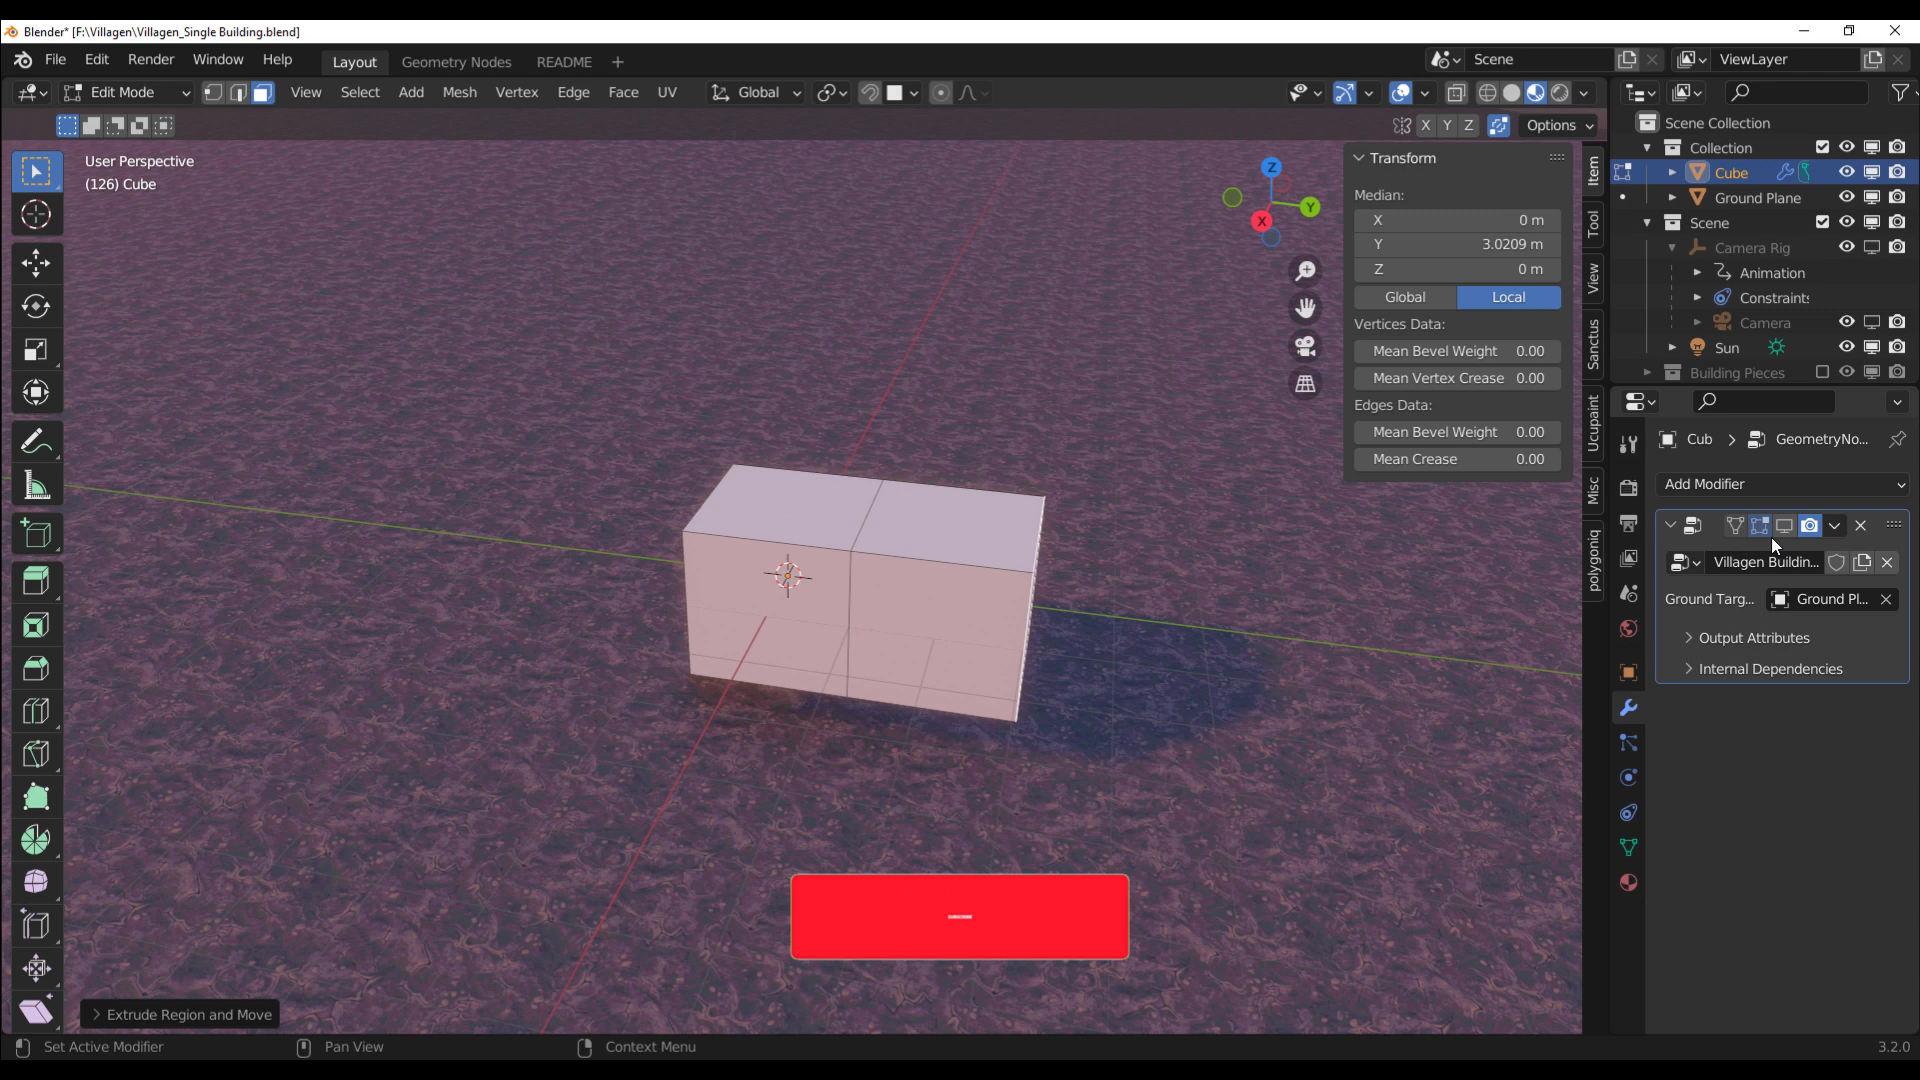 Blender* [F:\Villagen\Villagen_Single Building.blend]
File Edit Render Window Help Layout Geometry Nodes README + Scene ViewLayer
Edit Mode View Select Add Mesh Vertex Edge Face UV Global
X Y Z Options
User Perspective
(126) Cube
Z
Y
X
Transform
Median:
X 0 m
Y 3.0209 m
Z 0 m
Global Local
Vertices Data:
Mean Bevel Weight 0.00
Mean Vertex Crease 0.00
Edges Data:
Mean Bevel Weight 0.00
Mean Crease 0.00
Item
Tool
View
Sanctus
Ucupaint
Misc
polygoniq
Scene Collection
Collection
Cube
Ground Plane
Scene
Camera Rig
Animation
Constraints
Camera
Sun
Building Pieces
Cub > GeometryNo...
Add Modifier
Villagen Buildin...
Ground Targ... Ground Pl...
Output Attributes
Internal Dependencies
SUBSCRIBE
Extrude Region and Move
Set Active Modifier Pan View Context Menu 3.2.0